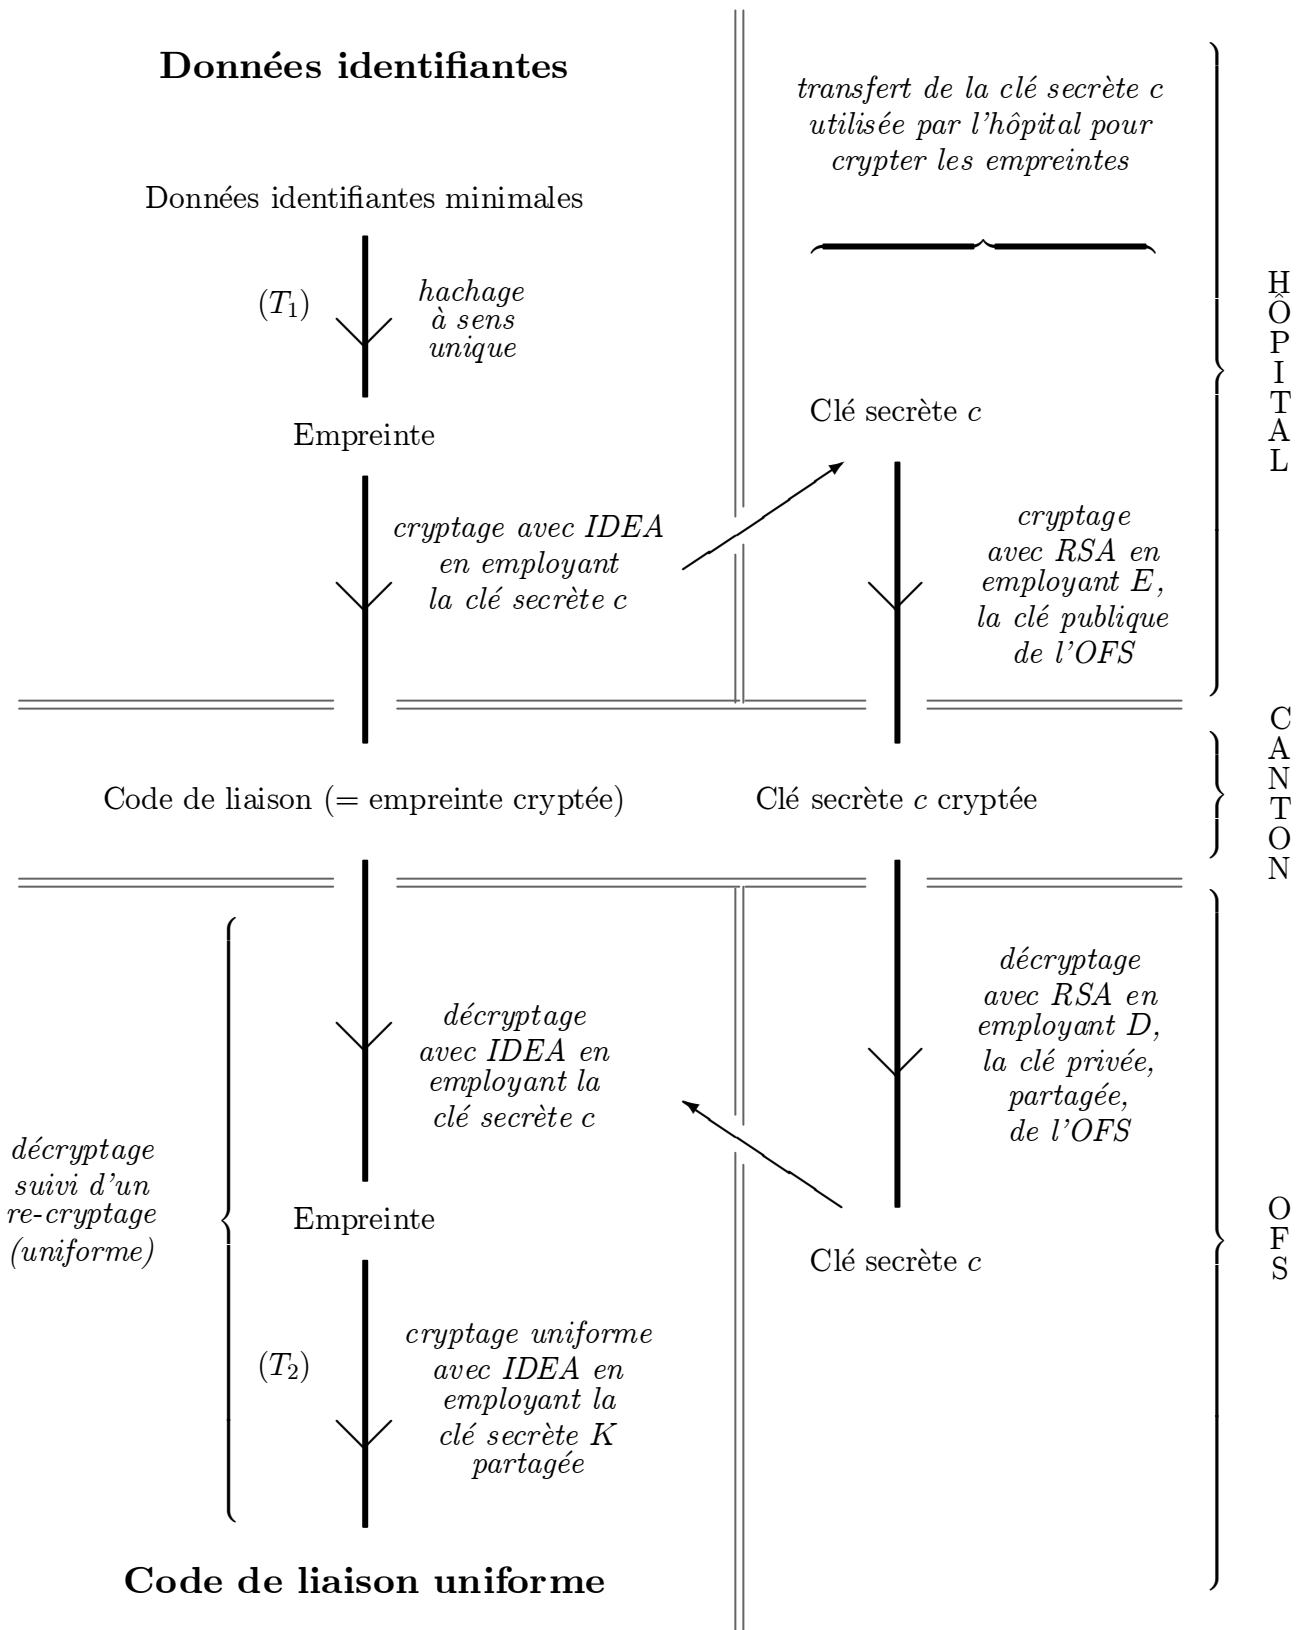 Données identifiantes
transfert de la clé secrète c
utilisée par l'hôpital pour
crypter les empreintes
Données identifiantes minimales
(T₁)
hachage
à sens
unique
Empreinte
cryptage avec IDEA
en employant
la clé secrète c
Clé secrète c
cryptage
avec RSA en
employant E,
la clé publique
de l'OFS
H
Ô
P
I
T
A
L
Code de liaison (= empreinte cryptée)
Clé secrète c cryptée
C
A
N
T
O
N
décryptage
avec IDEA en
employant la
clé secrète c
décryptage
avec RSA en
employant D,
la clé privée,
partagée,
de l'OFS
décryptage
suivi d'un
re-cryptage
(uniforme)
Empreinte
Clé secrète c
O
F
S
(T₂)
cryptage uniforme
avec IDEA en
employant la
clé secrète K
partagée
Code de liaison uniforme